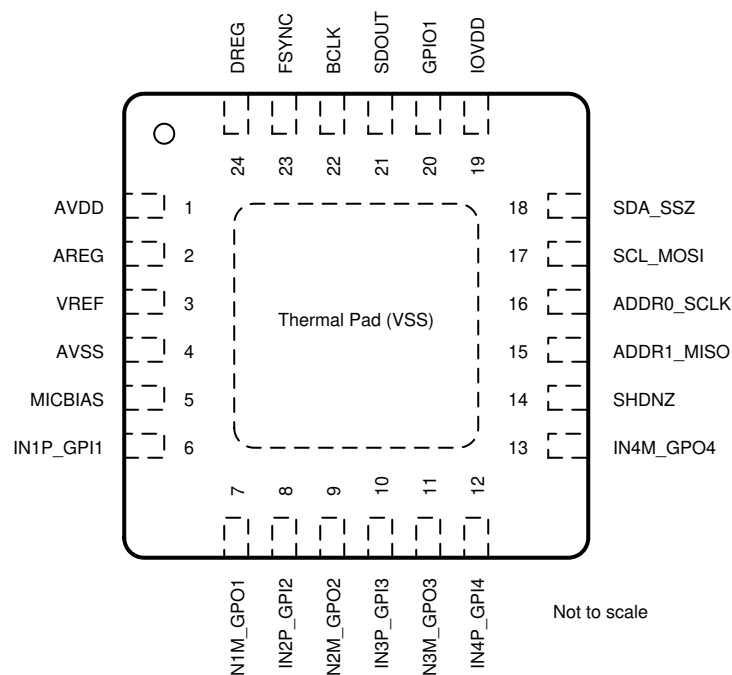 DREG
FSYNC
BCLK
SDOUT
GPIO1
IOVDD
24
23
22
21
20
19
AVDD 1
AREG 2
VREF 3
AVSS 4
MICBIAS 5
IN1P_GPI1 6
18 SDA_SSZ
17 SCL_MOSI
16 ADDR0_SCLK
15 ADDR1_MISO
14 SHDNZ
13 IN4M_GPO4
Thermal Pad (VSS)
7
8
9
10
11
12
N1M_GPO1
IN2P_GPI2
N2M_GPO2
IN3P_GPI3
N3M_GPO3
IN4P_GPI4
Not to scale